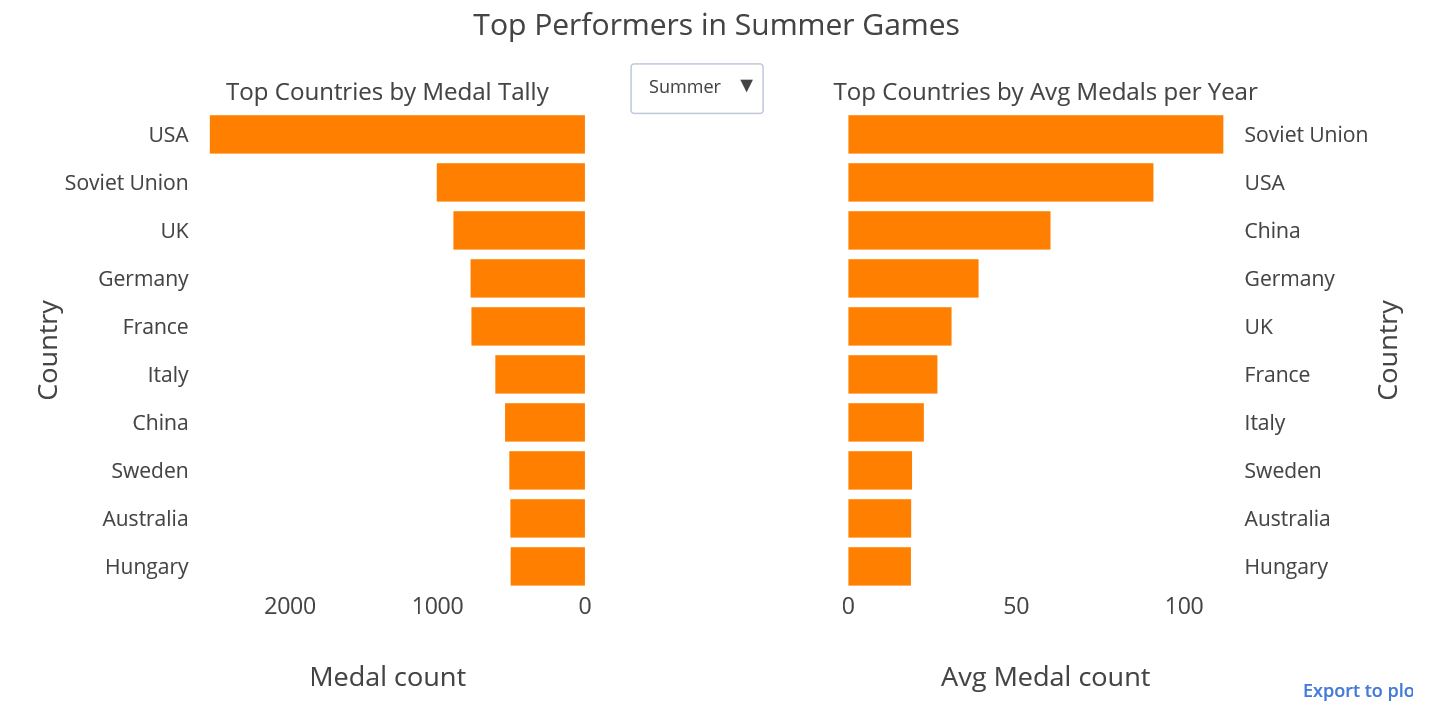 Top Performers in Summer Games
Summer ▼
Top Countries by Medal Tally
USA
Soviet Union
UK
Germany
France
Italy
China
Sweden
Australia
Hungary
Country
2000 1000 0
Medal count
Top Countries by Avg Medals per Year
Soviet Union
USA
China
Germany
UK
France
Italy
Sweden
Australia
Hungary
Country
0 50 100
Avg Medal count
Export to plo